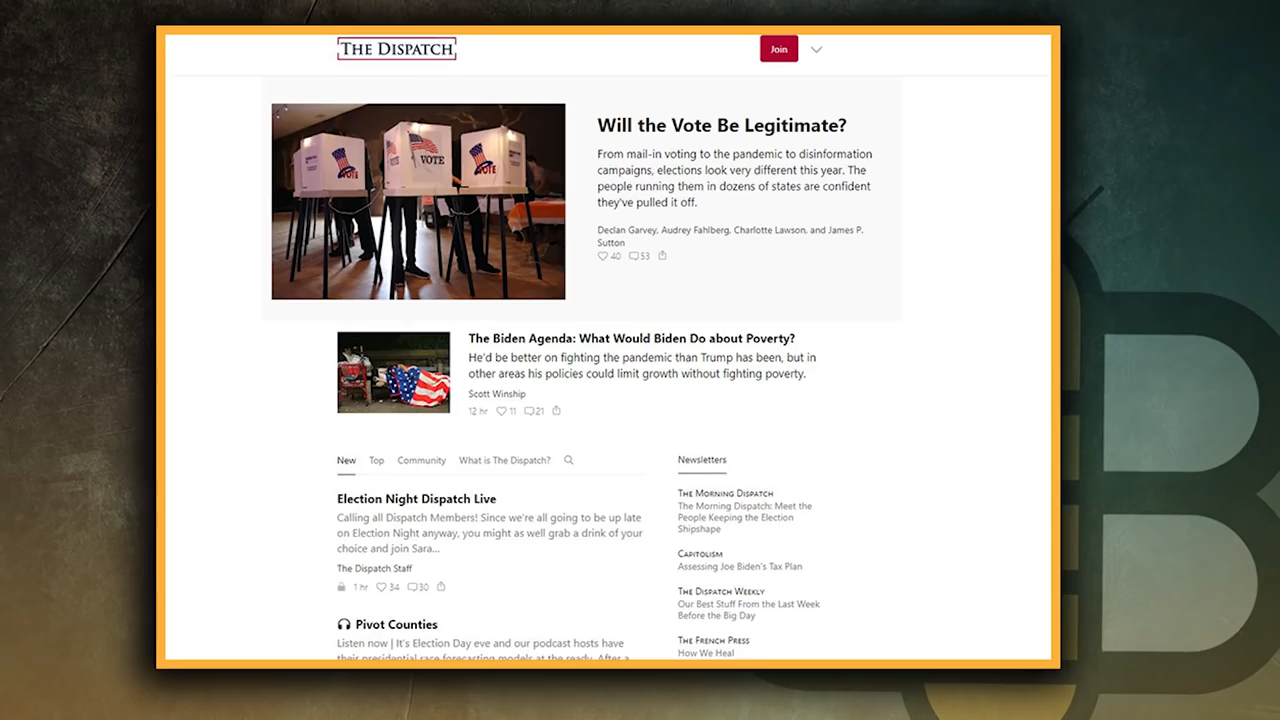 THE DISPATCH
Join
Will the Vote Be Legitimate?
From mail-in voting to the pandemic to disinformation
campaigns, elections look very different this year. The
people running them in dozens of states are confident
they've pulled it off.
Declan Garvey, Audrey Fahlberg, Charlotte Lawson, and James P.
Sutton
40 53
VOTE
VOTE
VOTE
The Biden Agenda: What Would Biden Do about Poverty?
He'd be better on fighting the pandemic than Trump has been, but in
other areas his policies could limit growth without fighting poverty.
Scott Winship
12 hr 11 21
New Top Community What is The Dispatch?
Election Night Dispatch Live
Calling all Dispatch Members! Since we're all going to be up late
on Election Night anyway, you might as well grab a drink of your
choice and join Sara...
The Dispatch Staff
1 hr 34 30
Pivot Counties
Listen now | It's Election Day eve and our podcast hosts have
their presidential race forecasting models at the ready. After a
Newsletters
THE MORNING DISPATCH
The Morning Dispatch: Meet the
People Keeping the Election
Shipshape
CAPITOLISM
Assessing Joe Biden's Tax Plan
THE DISPATCH WEEKLY
Our Best Stuff From the Last Week
Before the Big Day
THE FRENCH PRESS
How We Heal